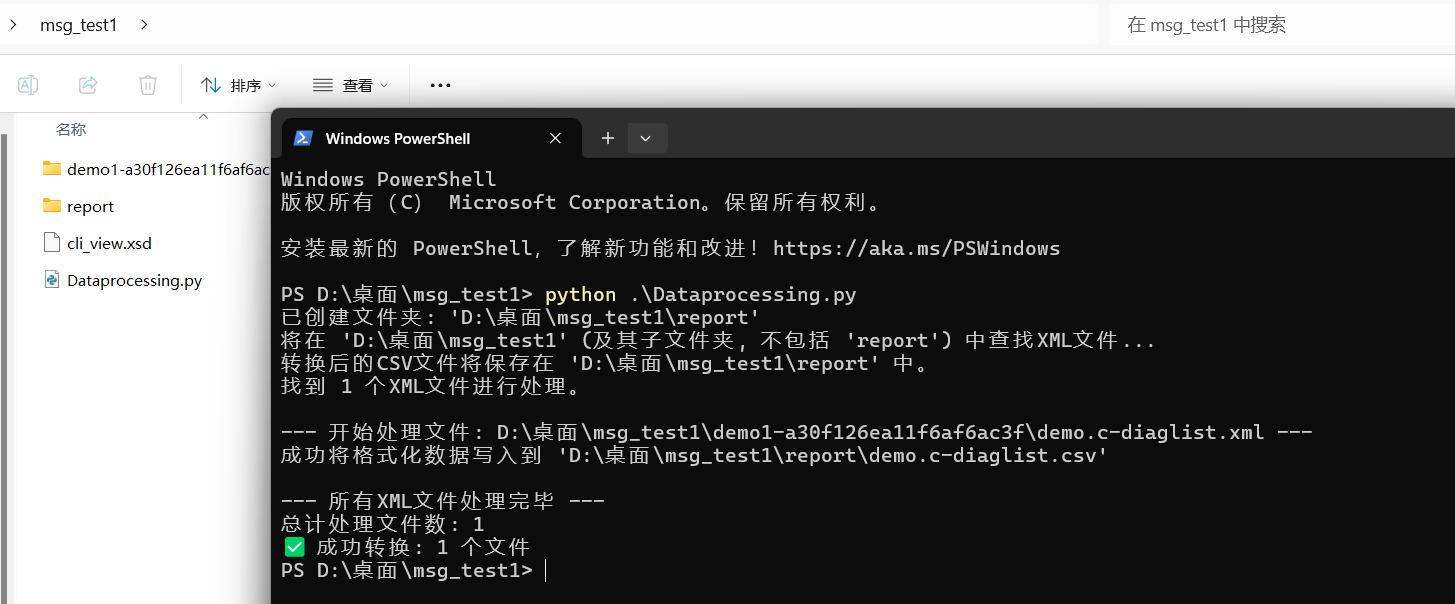 msg_test1
在 msg_test1 中搜索
排序
查看
名称
demo1-a30f126ea11f6af6ac
report
cli_view.xsd
Dataprocessing.py
Windows PowerShell
Windows PowerShell
版权所有 (C) Microsoft Corporation。保留所有权利。
安装最新的 PowerShell，了解新功能和改进！https://aka.ms/PSWindows
PS D:\桌面\msg_test1> python .\Dataprocessing.py
已创建文件夹: 'D:\桌面\msg_test1\report'
将在 'D:\桌面\msg_test1' (及其子文件夹, 不包括 'report') 中查找XML文件...
转换后的CSV文件将保存在 'D:\桌面\msg_test1\report' 中。
找到 1 个XML文件进行处理。
--- 开始处理文件: D:\桌面\msg_test1\demo1-a30f126ea11f6af6ac3f\demo.c-diaglist.xml ---
成功将格式化数据写入到 'D:\桌面\msg_test1\report\demo.c-diaglist.csv'
--- 所有XML文件处理完毕 ---
总计处理文件数: 1
✅ 成功转换: 1 个文件
PS D:\桌面\msg_test1>